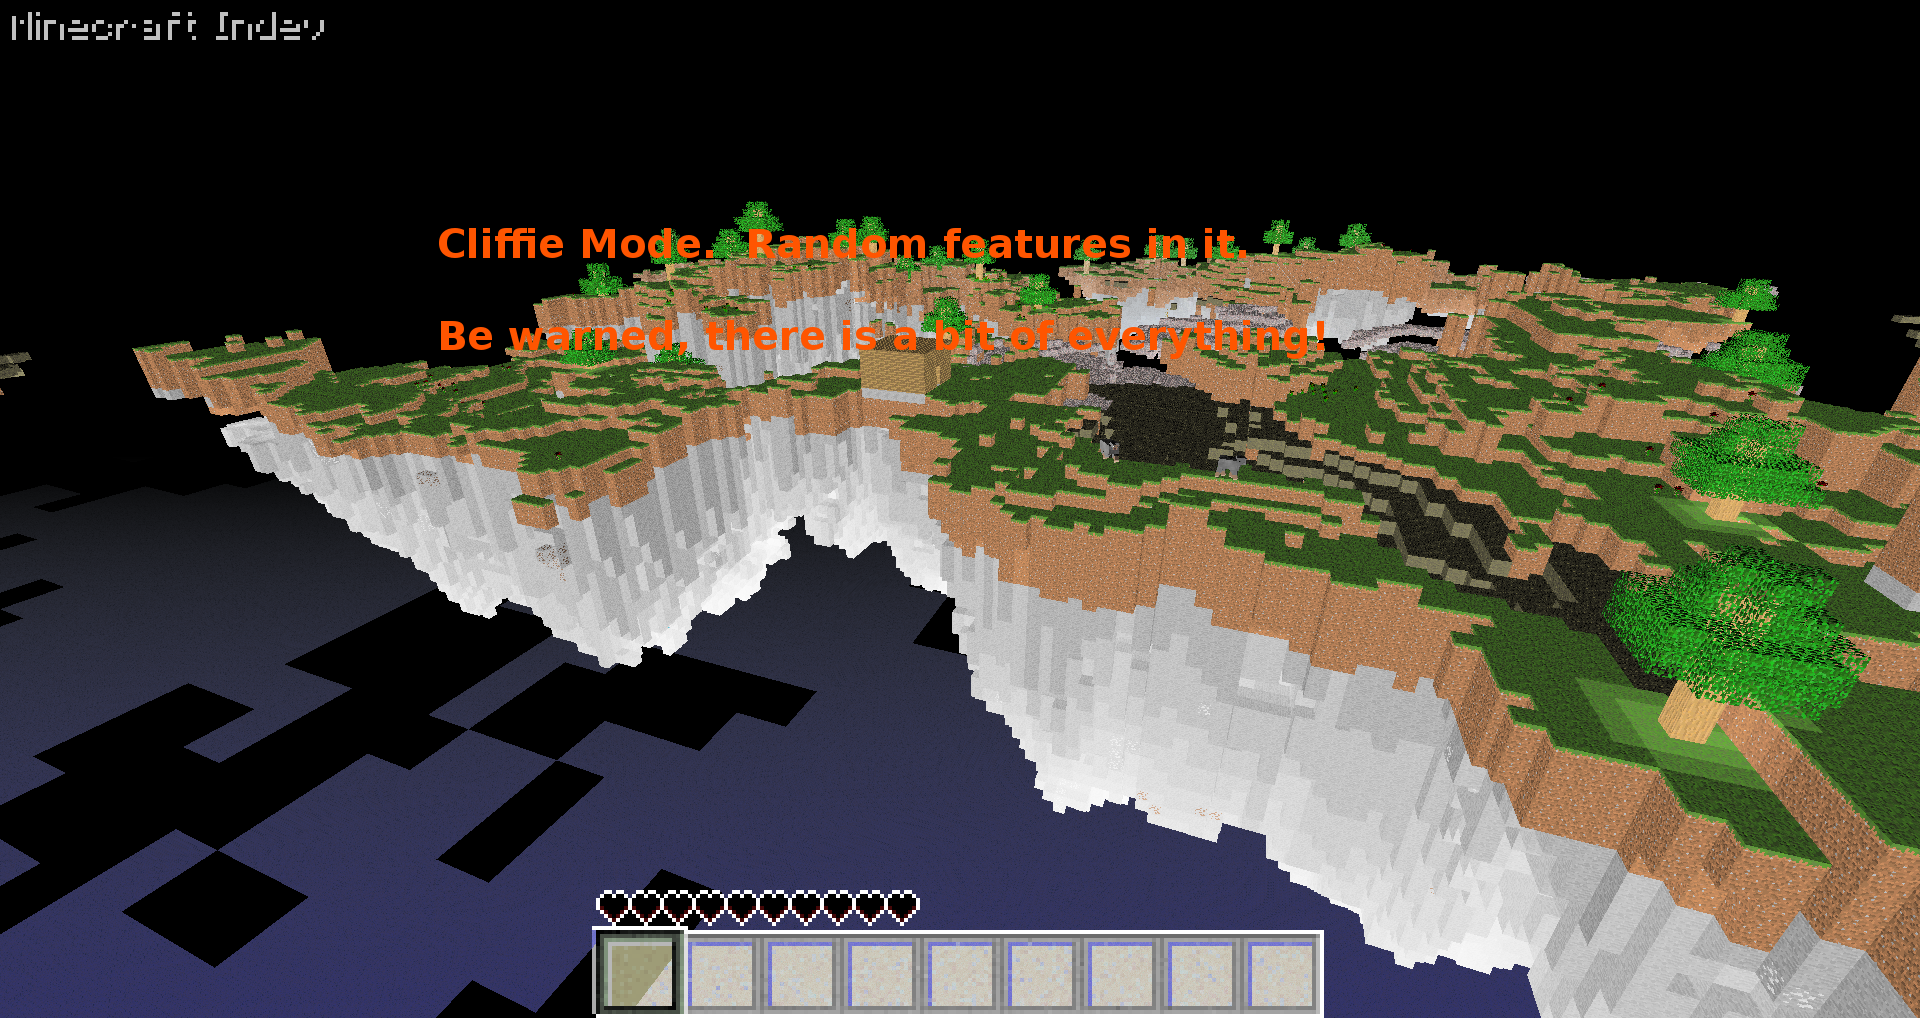 Minecraft Indev
Cliffie Mode.  Random features in it.
Be warned, there is a bit of everything!